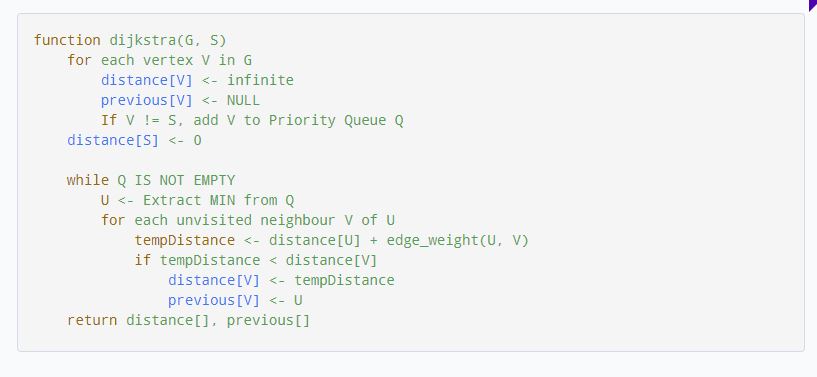 function dijkstra(G, S)
    for each vertex V in G
        distance[V] <- infinite
        previous[V] <- NULL
        If V != S, add V to Priority Queue Q
    distance[S] <- 0

    while Q IS NOT EMPTY
        U <- Extract MIN from Q
        for each unvisited neighbour V of U
            tempDistance <- distance[U] + edge_weight(U, V)
            if tempDistance < distance[V]
                distance[V] <- tempDistance
                previous[V] <- U
    return distance[], previous[]